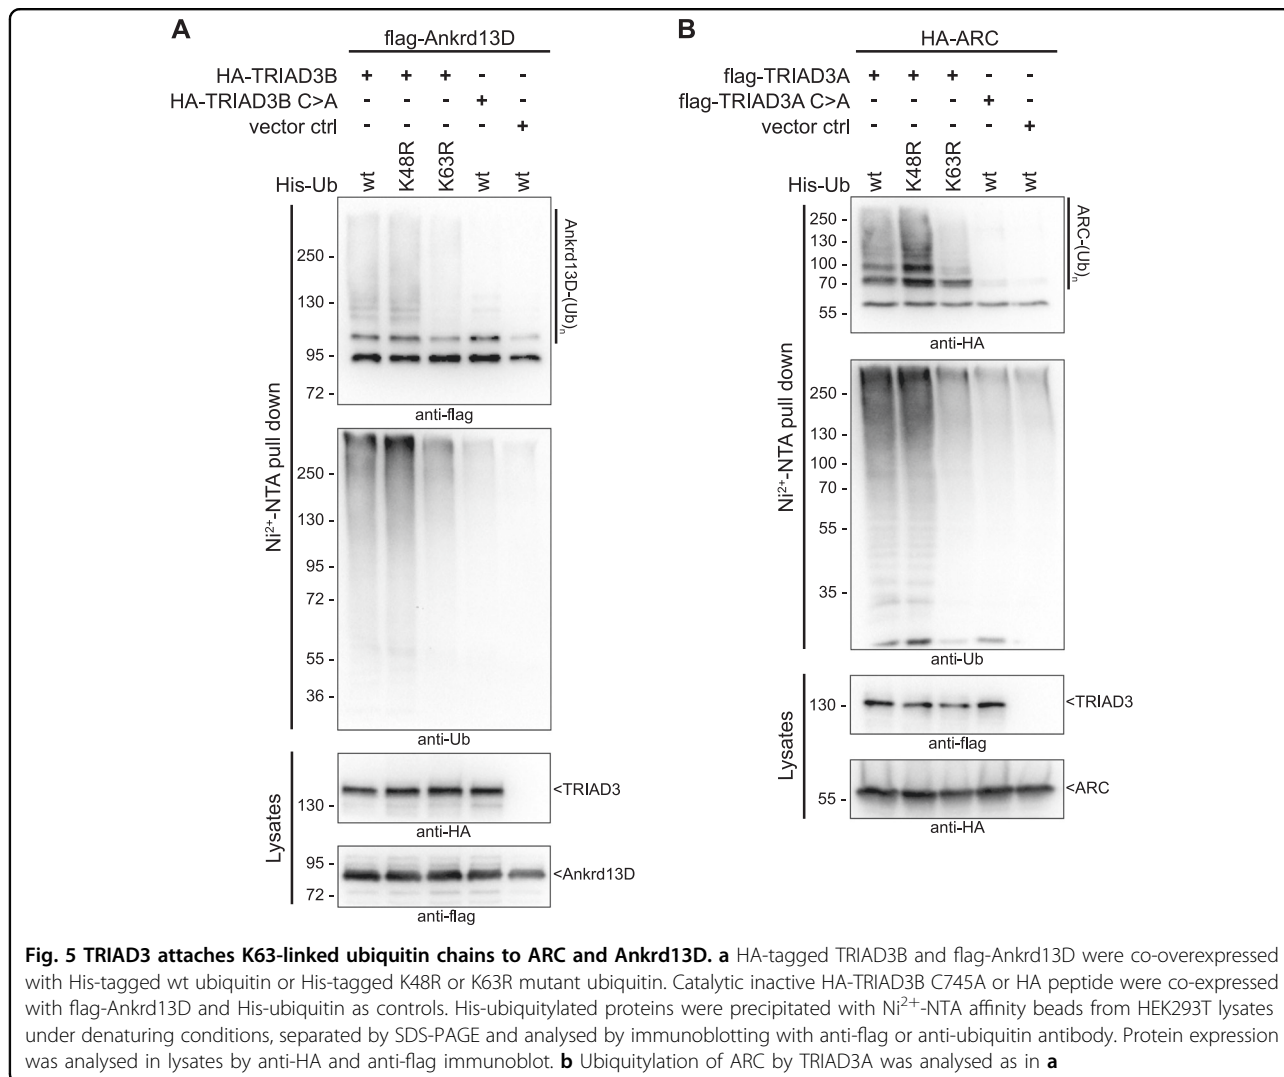 A
flag-Ankrd13D
HA-TRIAD3B + + + - -
HA-TRIAD3B C>A - - - + -
vector ctrl - - - - +
His-Ub wt K48R K63R wt wt
Ni²⁺-NTA pull down
250 -
130 -
95 -
72 -
Ankrd13D-(Ub)n
anti-flag
250 -
130 -
95 -
72 -
55 -
36 -
anti-Ub
Lysates
130 -
<TRIAD3
anti-HA
95 -
72 -
<Ankrd13D
anti-flag
B
HA-ARC
flag-TRIAD3A + + + - -
flag-TRIAD3A C>A - - - + -
vector ctrl - - - - +
His-Ub wt K48R K63R wt wt
Ni²⁺-NTA pull down
250 -
130 -
100 -
70 -
55 -
ARC-(Ub)n
anti-HA
250 -
130 -
100 -
70 -
55 -
35 -
anti-Ub
Lysates
130 -
<TRIAD3
anti-flag
55 -
<ARC
anti-HA
Fig. 5 TRIAD3 attaches K63-linked ubiquitin chains to ARC and Ankrd13D. a HA-tagged TRIAD3B and flag-Ankrd13D were co-overexpressed
with His-tagged wt ubiquitin or His-tagged K48R or K63R mutant ubiquitin. Catalytic inactive HA-TRIAD3B C745A or HA peptide were co-expressed
with flag-Ankrd13D and His-ubiquitin as controls. His-ubiquitylated proteins were precipitated with Ni²⁺-NTA affinity beads from HEK293T lysates
under denaturing conditions, separated by SDS-PAGE and analysed by immunoblotting with anti-flag or anti-ubiquitin antibody. Protein expression
was analysed in lysates by anti-HA and anti-flag immunoblot. b Ubiquitylation of ARC by TRIAD3A was analysed as in a